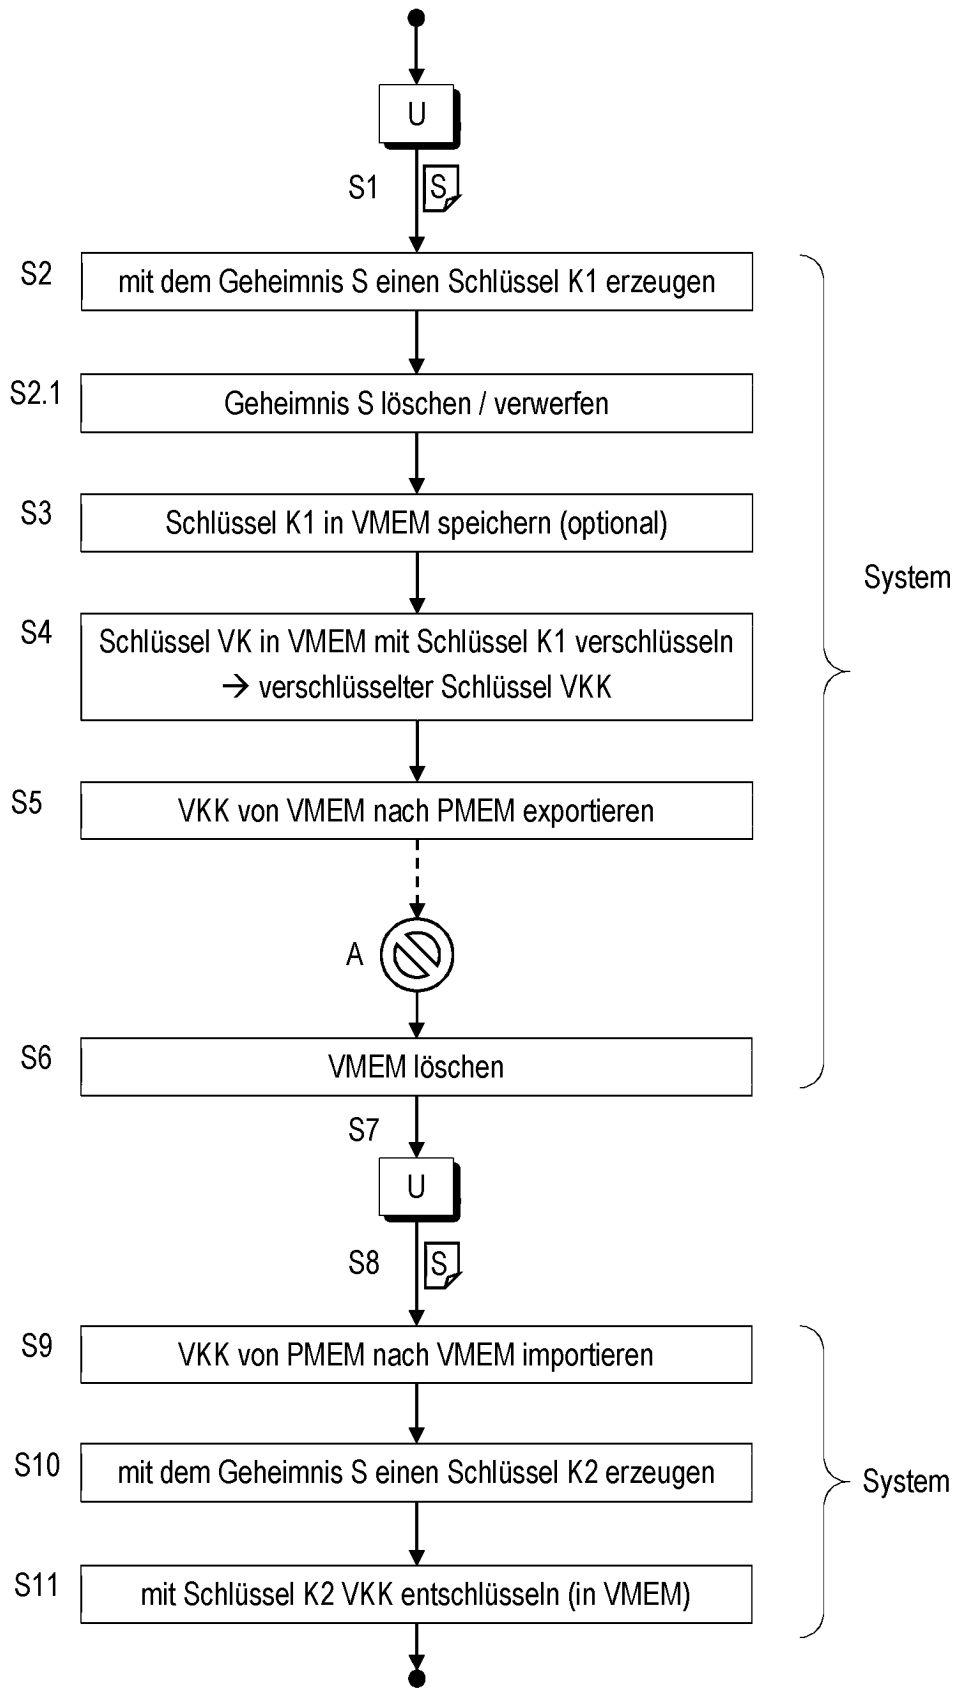 U
S1 S
S2 mit dem Geheimnis S einen Schlüssel K1 erzeugen
S2.1 Geheimnis S löschen / verwerfen
S3 Schlüssel K1 in VMEM speichern (optional)
System
S4 Schlüssel VK in VMEM mit Schlüssel K1 verschlüsseln
→ verschlüsselter Schlüssel VKK
S5 VKK von VMEM nach PMEM exportieren
A
S6 VMEM löschen
S7
U
S8 S
S9 VKK von PMEM nach VMEM importieren
S10 mit dem Geheimnis S einen Schlüssel K2 erzeugen
System
S11 mit Schlüssel K2 VKK entschlüsseln (in VMEM)